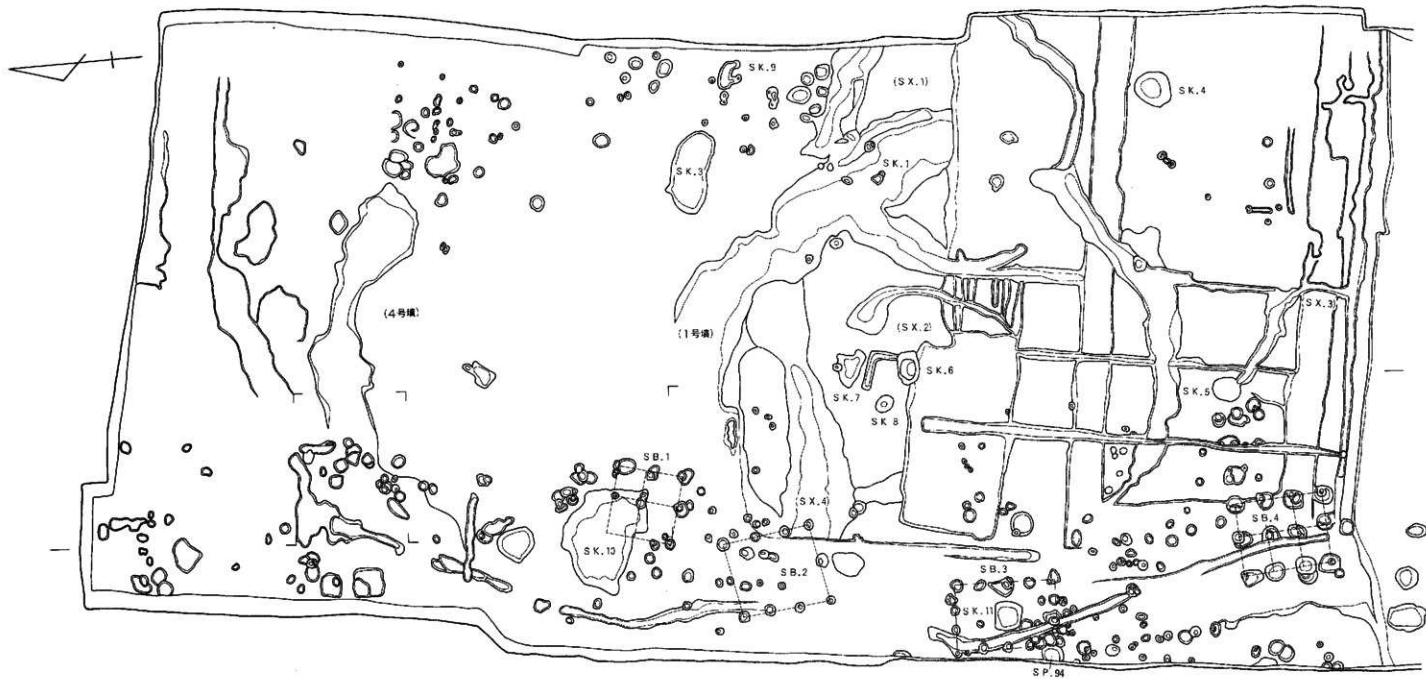 SK.9
(SX.1)
SK.4
SK.3
SK.1
(4号墳)
(1号墳)
(SX.2)
SX.3)
SK.6
SK.7
SK 8
SK.5
SB.1
SX.4)
SB.4
SK.10
SB.2
SB.3
SK.11
SP.94